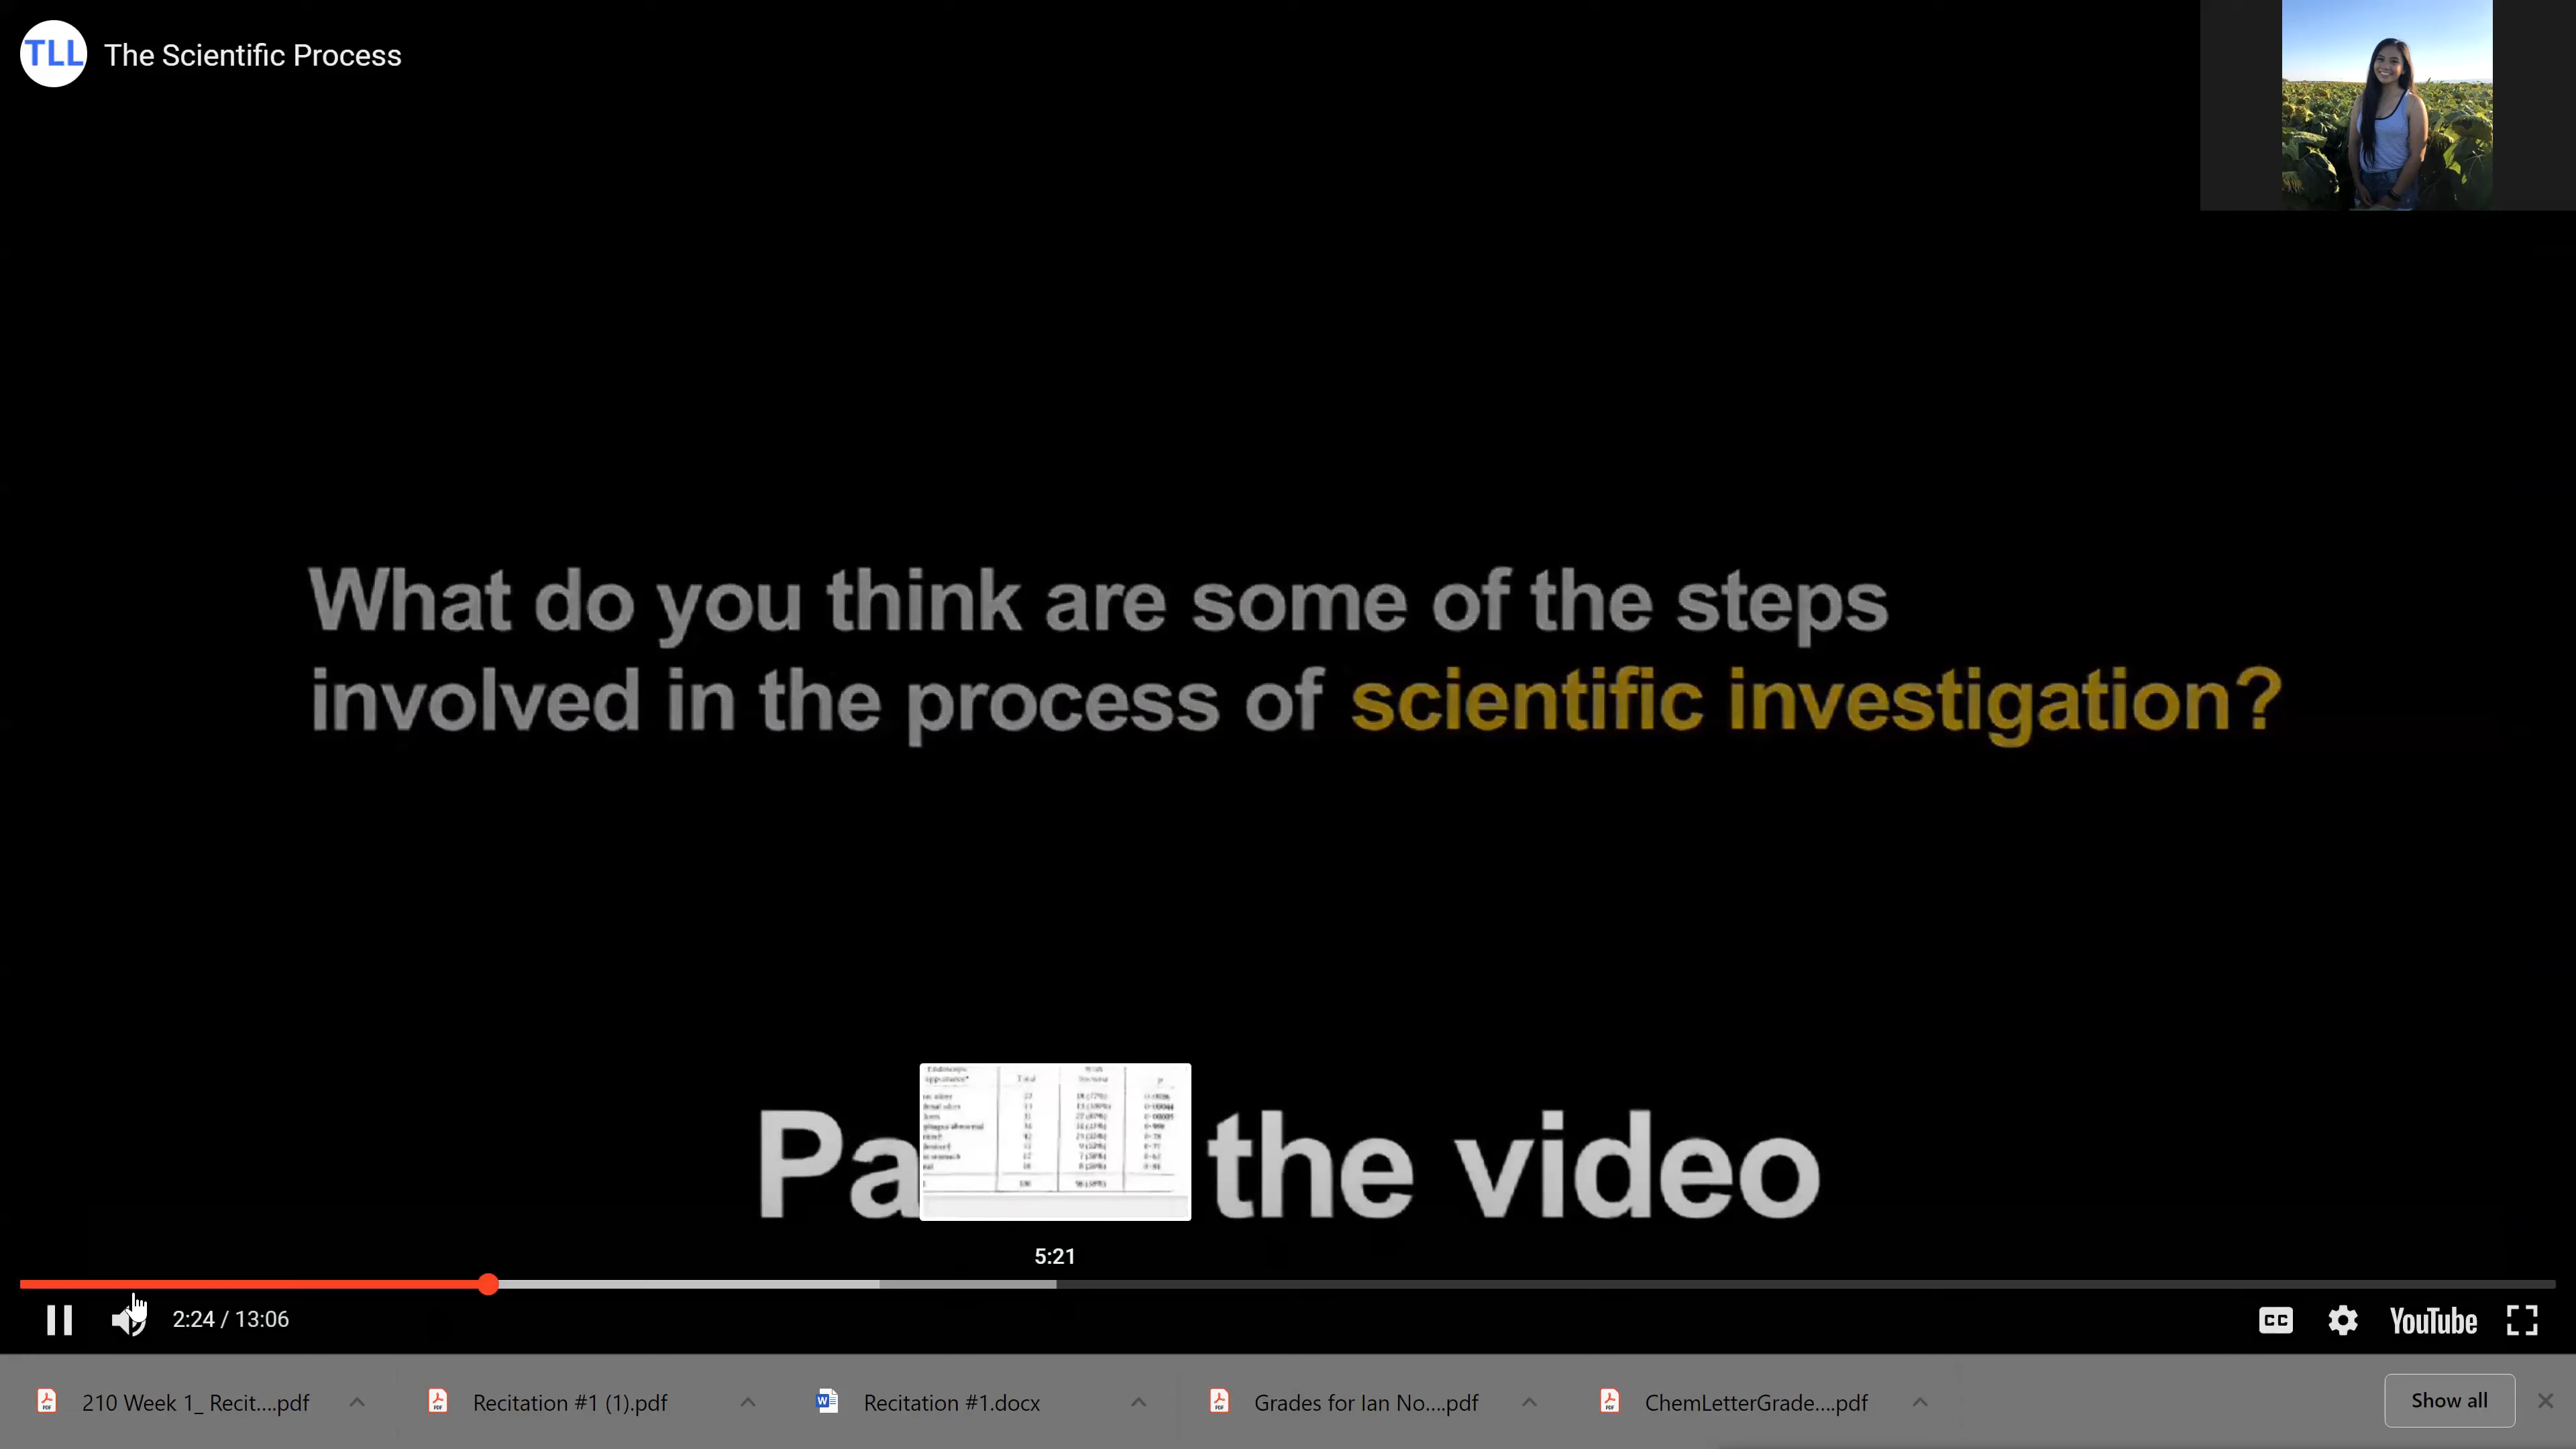 TLL The Scientific Process
What do you think are some of the steps
involved in the process of scientific investigation?
Total
P
Pa the video
5:21
2:24 / 13:06
CC
YouTube
210 Week 1_ Recit....pdf
Recitation #1 (1).pdf
Recitation #1.docx
Grades for Ian No....pdf
ChemLetterGrade....pdf
Show all